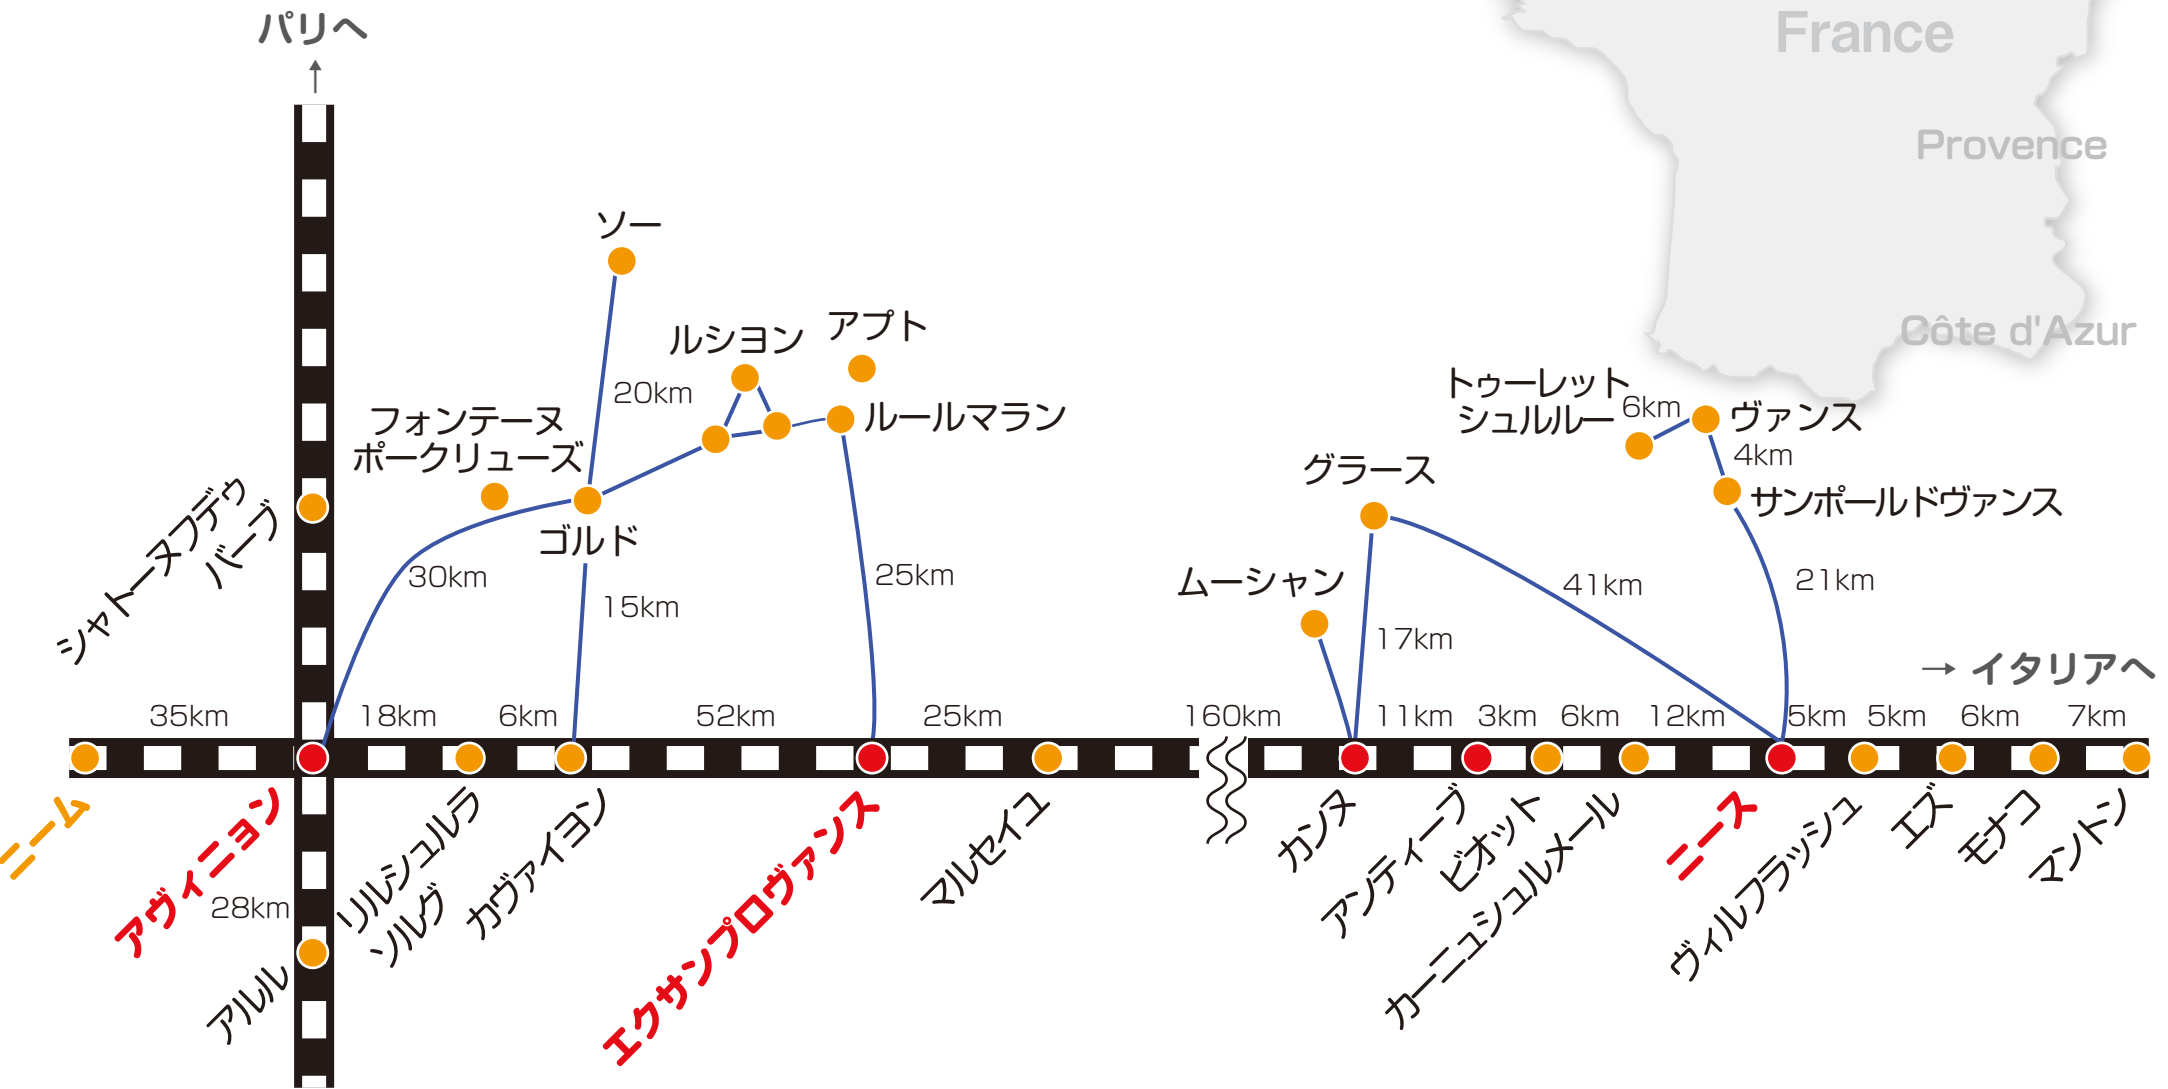 パリへ
France
Provence
Côte d'Azur
ソー
ルション
アプト
20km
フォンテーヌ
ボークリューズ
ルールマラン
トゥーレット
シュルルー
6km
ヴァンス
4km
サンポールドヴァンス
グラース
シャトーヌフデゥ
パープ
ゴルド
30km
15km
25km
ムーシャン
17km
41km
21km
→ イタリアへ
35km
18km
6km
52km
25km
160km
11km
3km
6km
12km
5km
5km
6km
7km
ニーム
アヴィニヨン
リルシュルラ
ソルグ
カヴァイヨン
エクサンプロヴァンス
マルセイユ
カンヌ
アンティーブ
ビオット
カーニュシュルメール
ニース
ヴィルフラッシュ
エズ
モナコ
マントン
28km
アルル